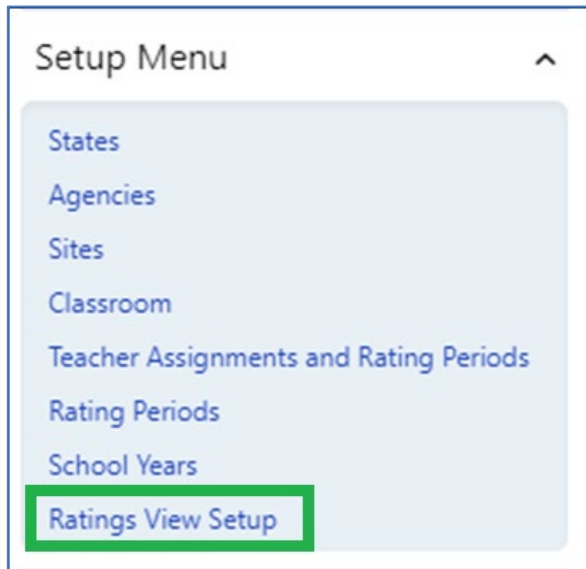 Setup Menu
States
Agencies
Sites
Classroom
Teacher Assignments and Rating Periods
Rating Periods
School Years
Ratings View Setup